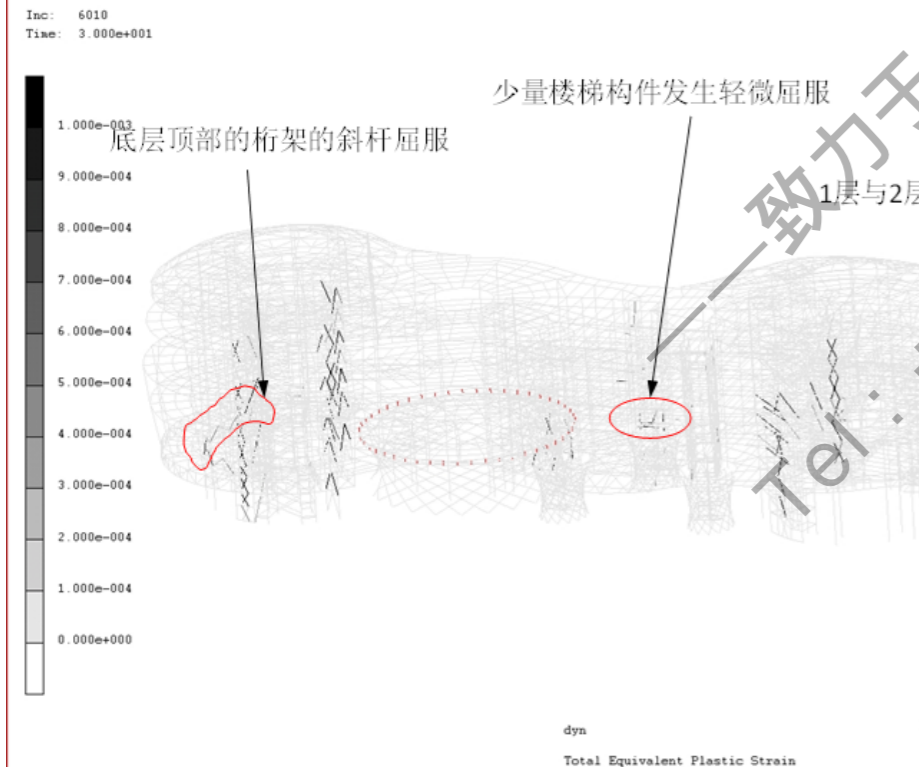 Inc: 6010
Time: 3.000e+001
少量楼梯构件发生轻微屈服
1.000e-003
底层顶部的桁架的斜杆屈服
9.000e-004
1层与2层
8.000e-004
7.000e-004
6.000e-004
5.000e-004
4.000e-004
3.000e-004
2.000e-004
1.000e-004
0.000e+000
——致力于
Tel:
dyn
Total Equivalent Plastic Strain